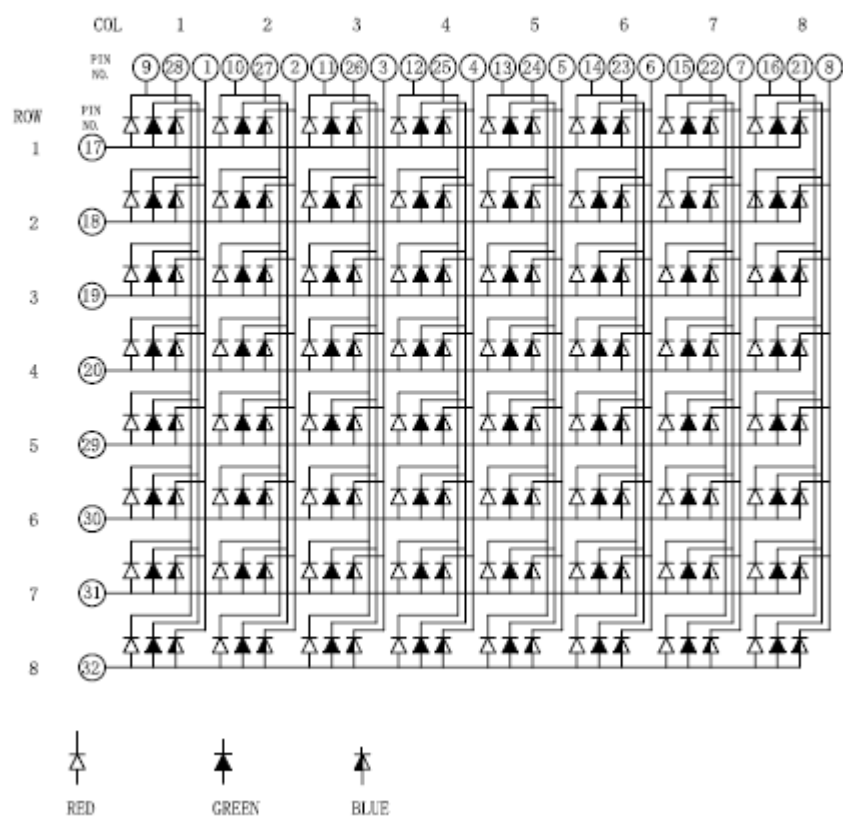 COL 1 2 3 4 5 6 7 8
PIN NO. 9 28 1 10 27 2 11 26 3 12 25 4 13 24 5 14 23 6 15 22 7 16 21 8
ROW PIN NO.
1 17
2 18
3 19
4 20
5 29
6 30
7 31
8 32
RED GREEN BLUE